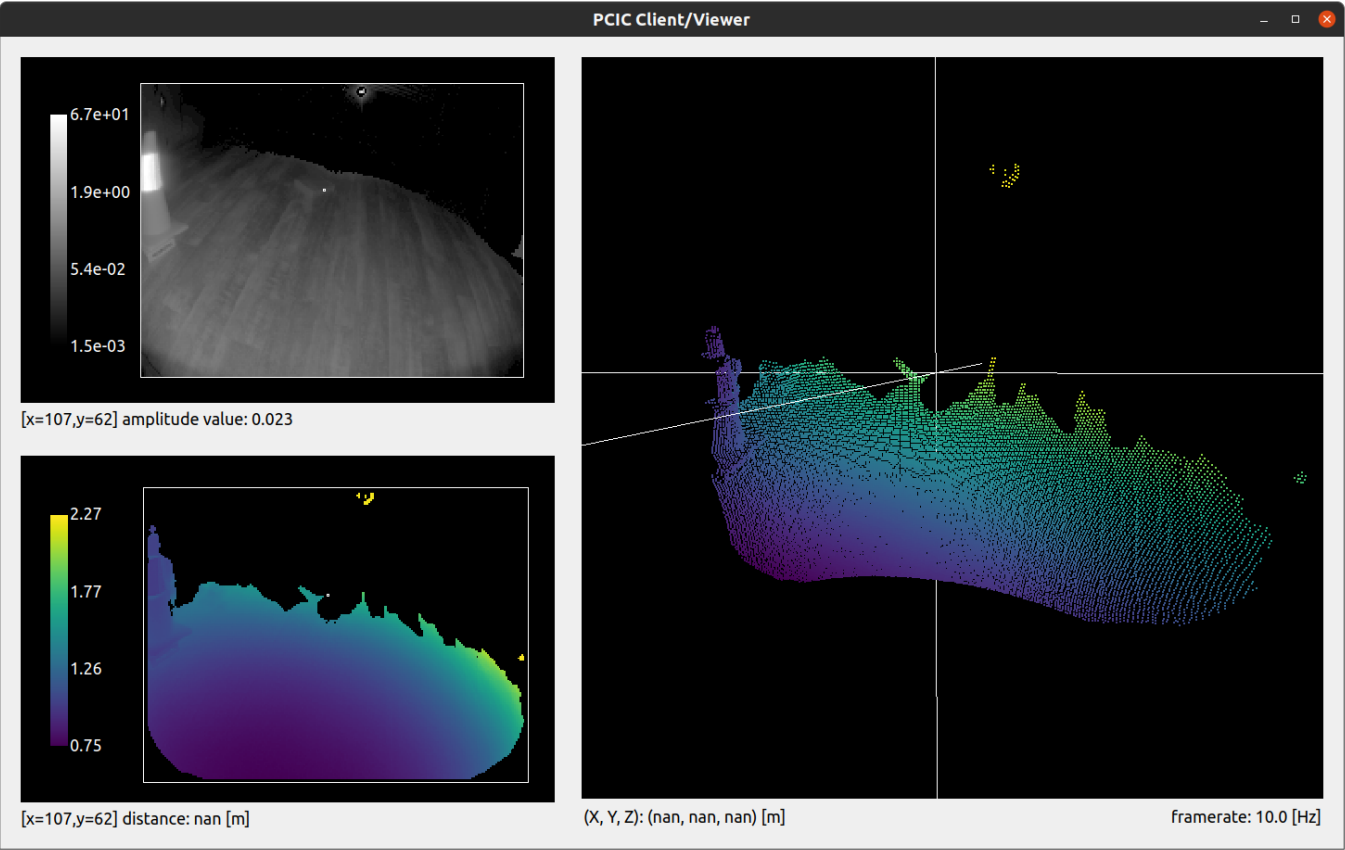 PCIC Client/Viewer
6.7e+01
1.9e+00
5.4e-02
1.5e-03
[x=107,y=62] amplitude value: 0.023
2.27
1.77
1.26
0.75
[x=107,y=62] distance: nan [m]
(X, Y, Z): (nan, nan, nan) [m]
framerate: 10.0 [Hz]